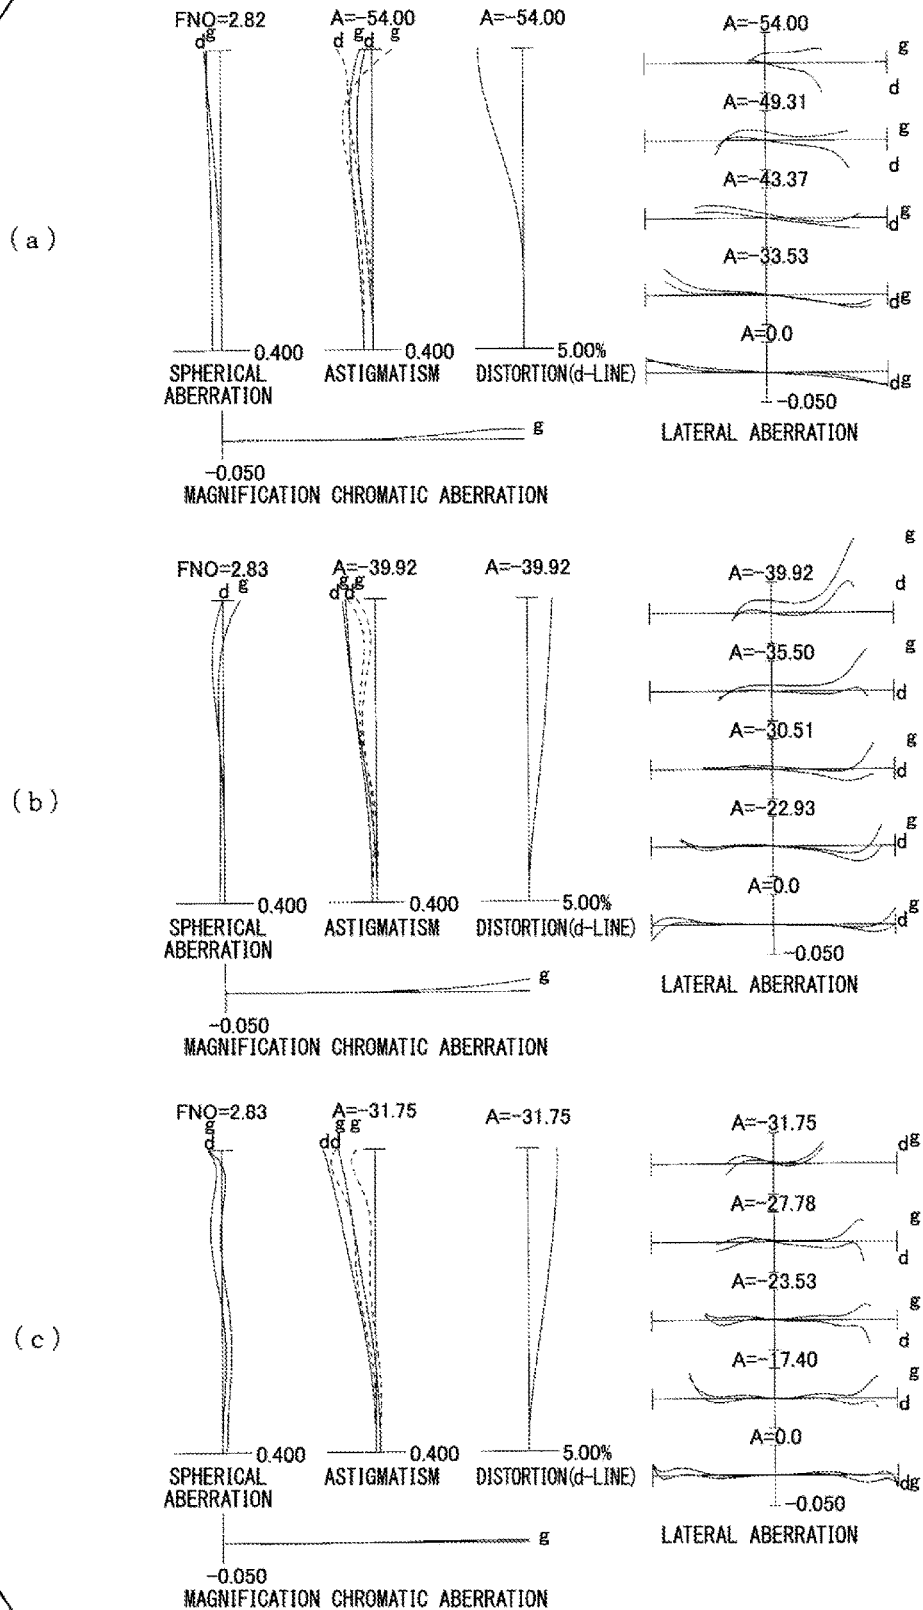 (a)
FNO=2.82
d g
0.400
SPHERICAL
ABERRATION
A=-54.00
d g d g
0.400
ASTIGMATISM
A=-54.00
5.00%
DISTORTION(d-LINE)
g
-0.050
MAGNIFICATION CHROMATIC ABERRATION
A=-54.00
g
d
A=-49.31
g
d
A=-43.37
d g
A=-33.53
d g
A=0.0
d g
-0.050
LATERAL ABERRATION
(b)
FNO=2.83
d g
0.400
SPHERICAL
ABERRATION
A=-39.92
g g
d d
0.400
ASTIGMATISM
A=-39.92
5.00%
DISTORTION(d-LINE)
g
-0.050
MAGNIFICATION CHROMATIC ABERRATION
A=-39.92
g
d
A=-35.50
g
d
A=-30.51
g
d
A=-22.93
g
d
A=0.0
d g
-0.050
LATERAL ABERRATION
(c)
FNO=2.83
g
d
0.400
SPHERICAL
ABERRATION
A=-31.75
g g
d d
0.400
ASTIGMATISM
A=-31.75
5.00%
DISTORTION(d-LINE)
g
-0.050
MAGNIFICATION CHROMATIC ABERRATION
A=-31.75
d g
A=-27.78
g
d
A=-23.53
g
d
A=-17.40
g
d
A=0.0
d g
-0.050
LATERAL ABERRATION